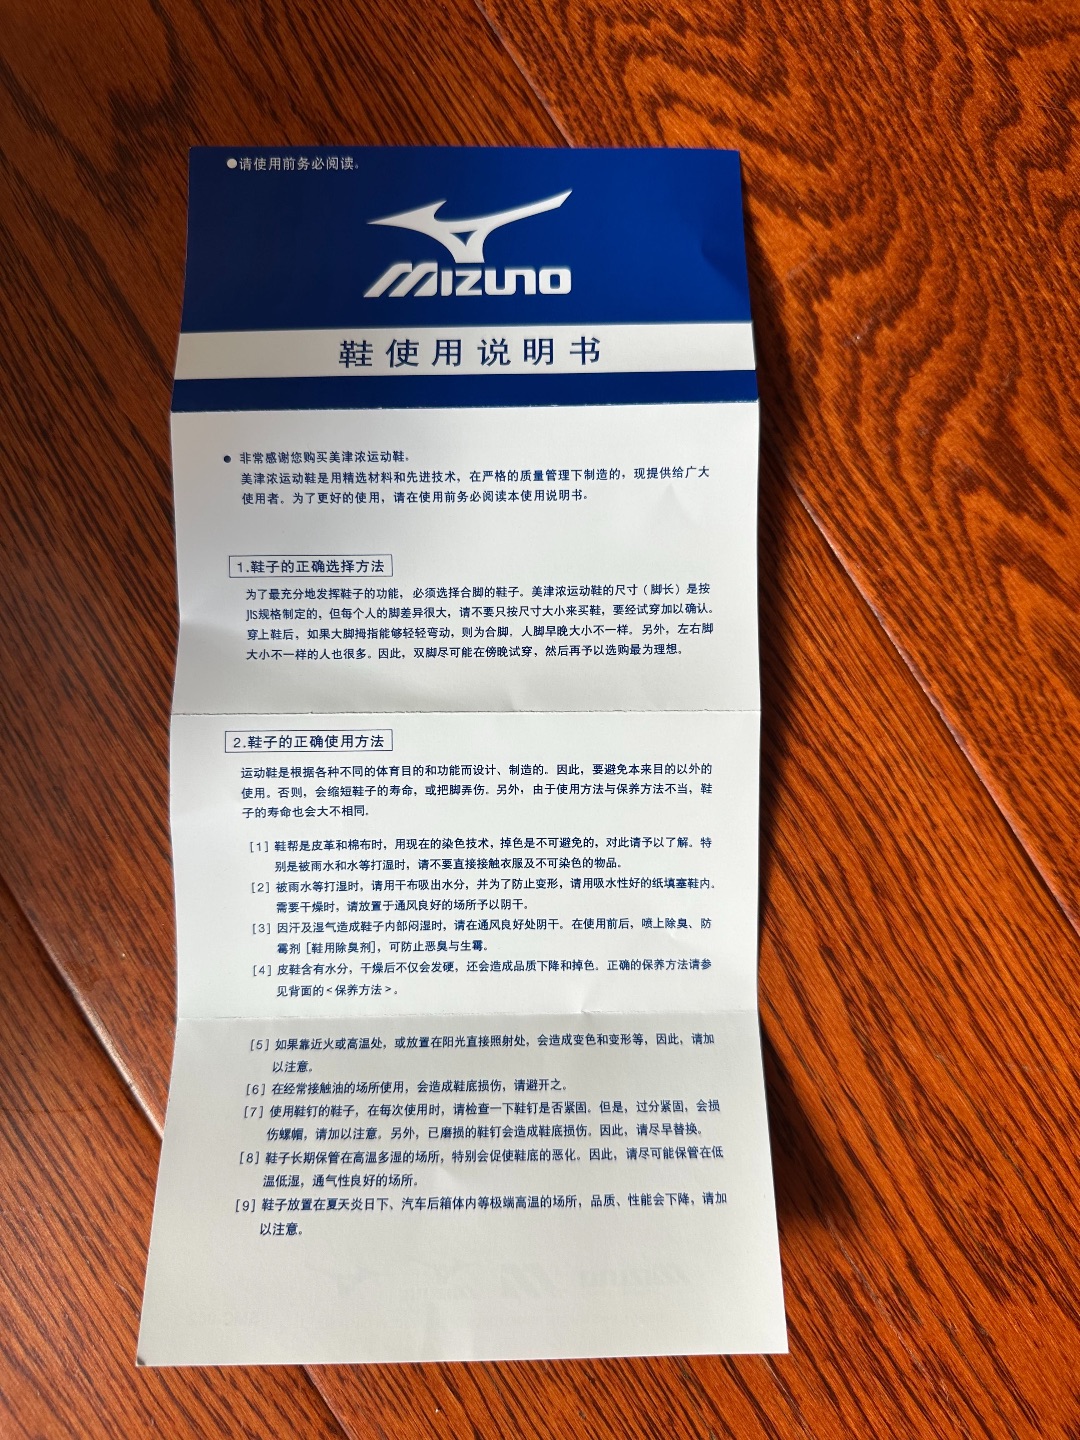 ●请使用前务必阅读。
MIZUNO
鞋使用说明书
● 非常感谢您购买美津浓运动鞋。
美津浓运动鞋是用精选材料和先进技术，在严格的质量管理下制造的，现提供给广大
使用者。为了更好的使用，请在使用前务必阅读本使用说明书。
1.鞋子的正确选择方法
为了最充分地发挥鞋子的功能，必须选择合脚的鞋子。美津浓运动鞋的尺寸（脚长）是按
JIS规格制定的，但每个人的脚差异很大，请不要只按尺寸大小来买鞋，要经试穿加以确认。
穿上鞋后，如果大脚拇指能够轻轻弯动，则为合脚．人脚早晚大小不一样。另外，左右脚
大小不一样的人也很多。因此，双脚尽可能在傍晚试穿，然后再予以选购最为理想。
2.鞋子的正确使用方法
运动鞋是根据各种不同的体育目的和功能而设计、制造的．因此，要避免本来目的以外的
使用。否则，会缩短鞋子的寿命，或把脚弄伤．另外，由于使用方法与保养方法不当，鞋
子的寿命也会大不相同．
[1] 鞋帮是皮革和棉布时，用现在的染色技术，掉色是不可避免的，对此请予以了解。特
别是被雨水和水等打湿时，请不要直接接触衣服及不可染色的物品。
[2] 被雨水等打湿时，请用干布吸出水分，并为了防止变形，请用吸水性好的纸填塞鞋内。
需要干燥时，请放置于通风良好的场所予以阴干。
[3] 因汗及湿气造成鞋子内部闷湿时，请在通风良好处阴干。在使用前后，喷上除臭、防
霉剂 [鞋用除臭剂]，可防止恶臭与生霉。
[4] 皮鞋含有水分，干燥后不仅会发硬，还会造成品质下降和掉色．正确的保养方法请参
见背面的<保养方法>。
[5] 如果靠近火或高温处，或放置在阳光直接照射处，会造成变色和变形等，因此，请加
以注意。
[6] 在经常接触油的场所使用，会造成鞋底损伤，请避开之。
[7] 使用鞋钉的鞋子，在每次使用时，请检查一下鞋钉是否紧固．但是，过分紧固，会损
伤螺帽，请加以注意．另外，已磨损的鞋钉会造成鞋底损伤。因此，请尽早替换。
[8] 鞋子长期保管在高温多湿的场所，特别会促使鞋底的恶化。因此，请尽可能保管在低
温低湿，通气性良好的场所。
[9] 鞋子放置在夏天炎日下、汽车后箱体内等极端高温的场所，品质、性能会下降，请加
以注意。